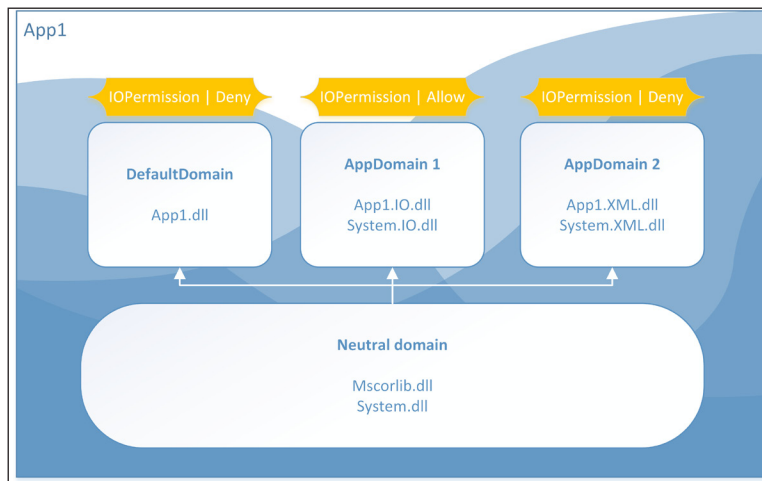 App1
IOPermission | Deny
IOPermission | Allow
IOPermission | Deny
DefaultDomain
App1.dll
AppDomain 1
App1.IO.dll
System.IO.dll
AppDomain 2
App1.XML.dll
System.XML.dll
Neutral domain
Mscorlib.dll
System.dll